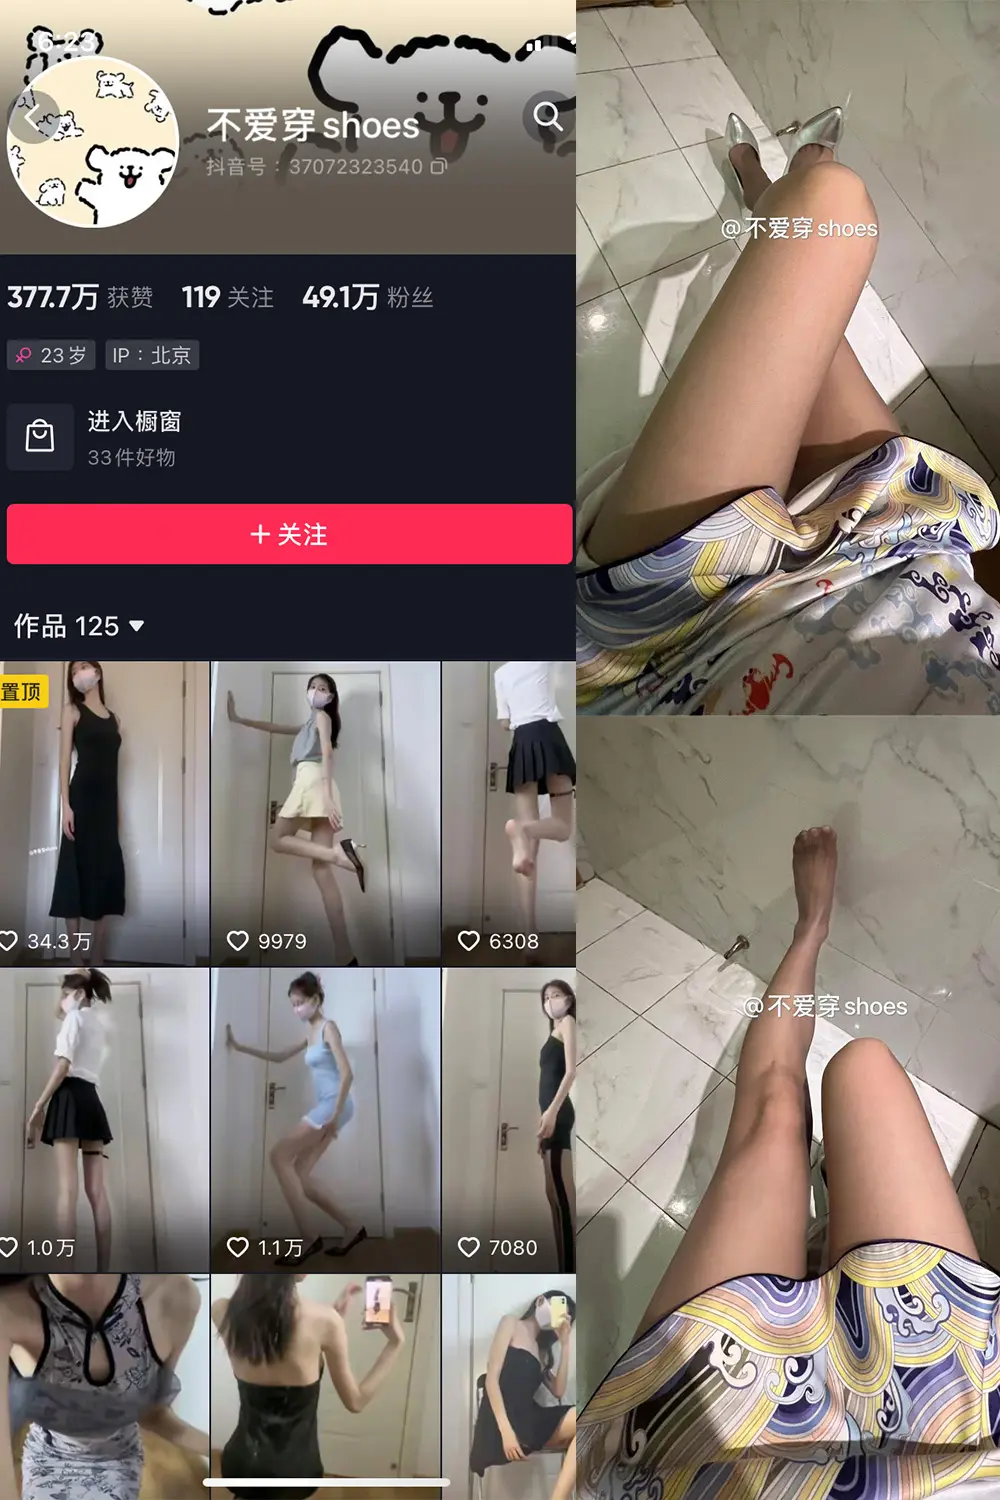 6:23
不爱穿shoes
抖音号：37072323540
377.7万 获赞 119 关注 49.1万 粉丝
23岁 IP：北京
进入橱窗
33件好物
+ 关注
作品 125
置顶
34.3万
9979
6308
1.0万
1.1万
7080
@不爱穿shoes
@不爱穿shoes